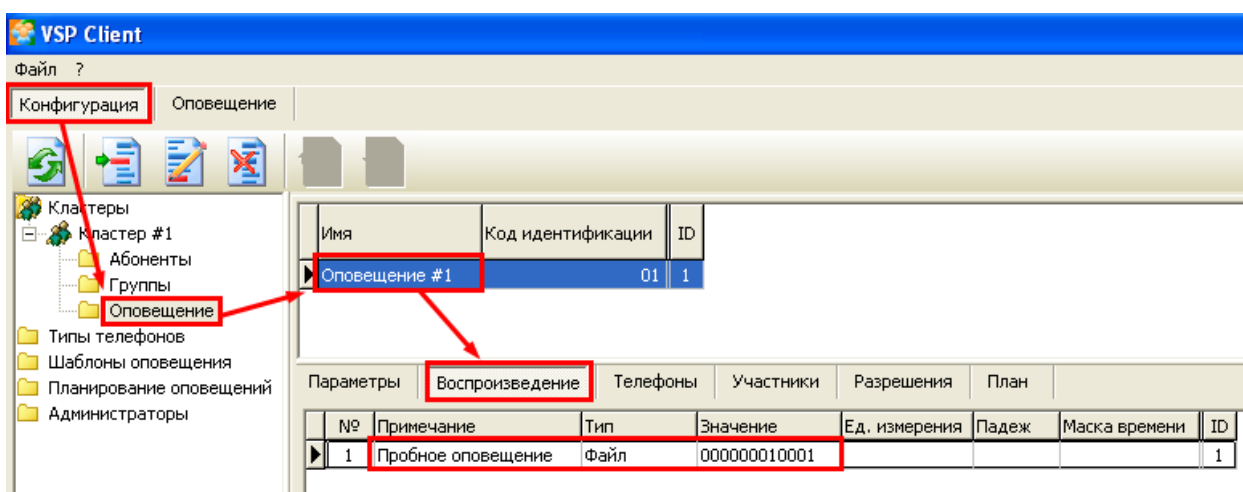 VSP Client
Файл ?
Конфигурация Оповещение
Кластеры
Кластер #1
Абоненты
Группы
Оповещение
Типы телефонов
Шаблоны оповещения
Планирование оповещений
Администраторы
Имя Код идентификации ID
Оповещение #1 01 1
Параметры Воспроизведение Телефоны Участники Разрешения План
№ Примечание Тип Значение Ед. измерения Падеж Маска времени ID
1 Пробное оповещение Файл 000000010001 1